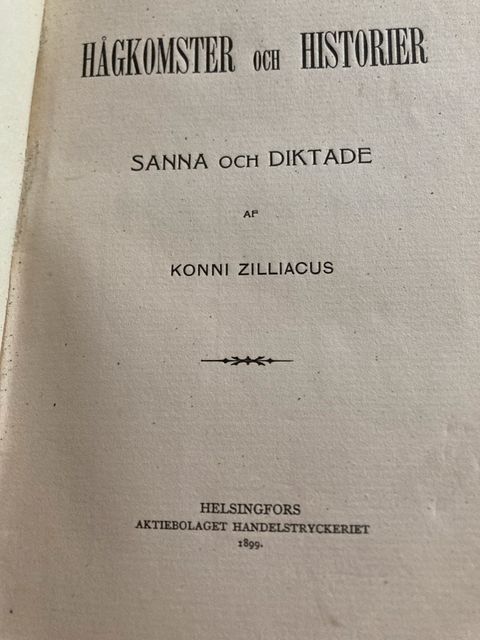 HÅGKOMSTER OCH HISTORIER
SANNA OCH DIKTADE
AF
KONNI ZILLIACUS
HELSINGFORS
AKTIEBOLAGET HANDELSTRYCKERIET
1899.